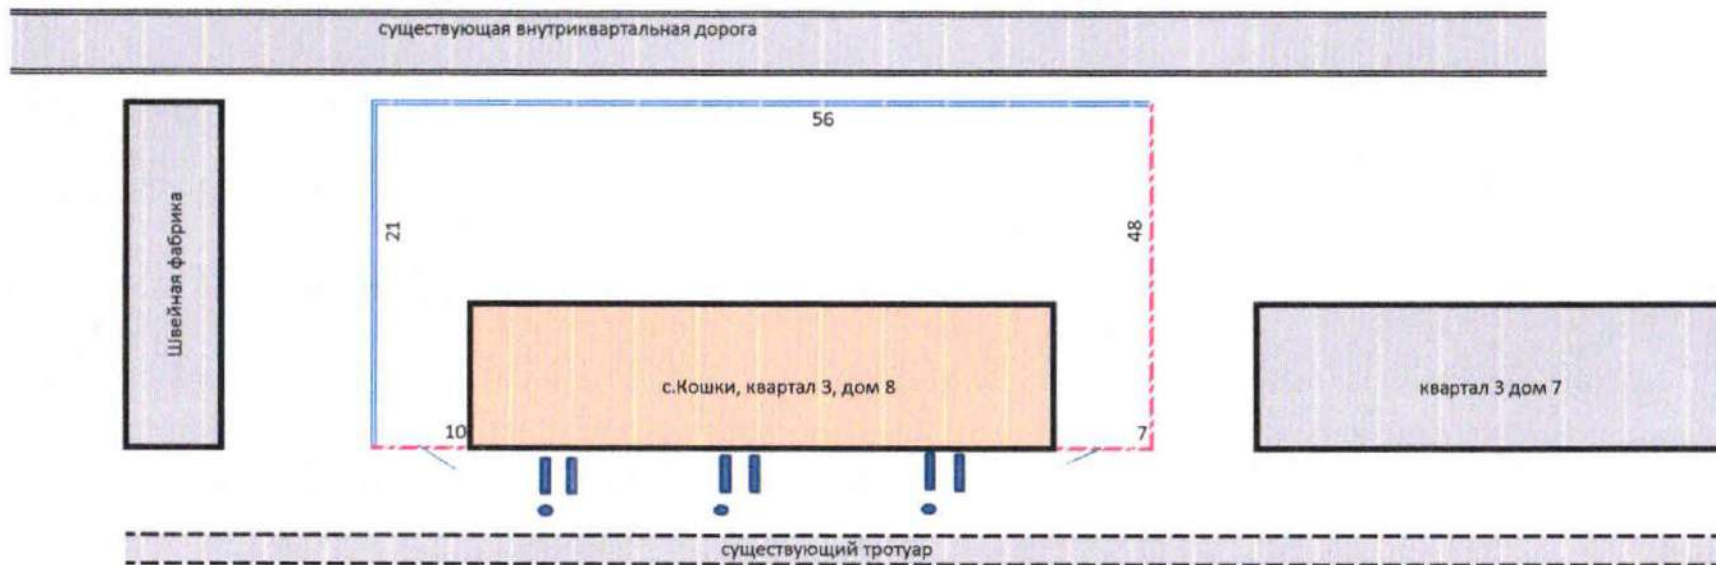 существующая внутриквартальная дорога
56
Швейная фабрика
21
48
с.Кошки, квартал 3, дом 8
квартал 3 дом 7
10
7
существующий тротуар